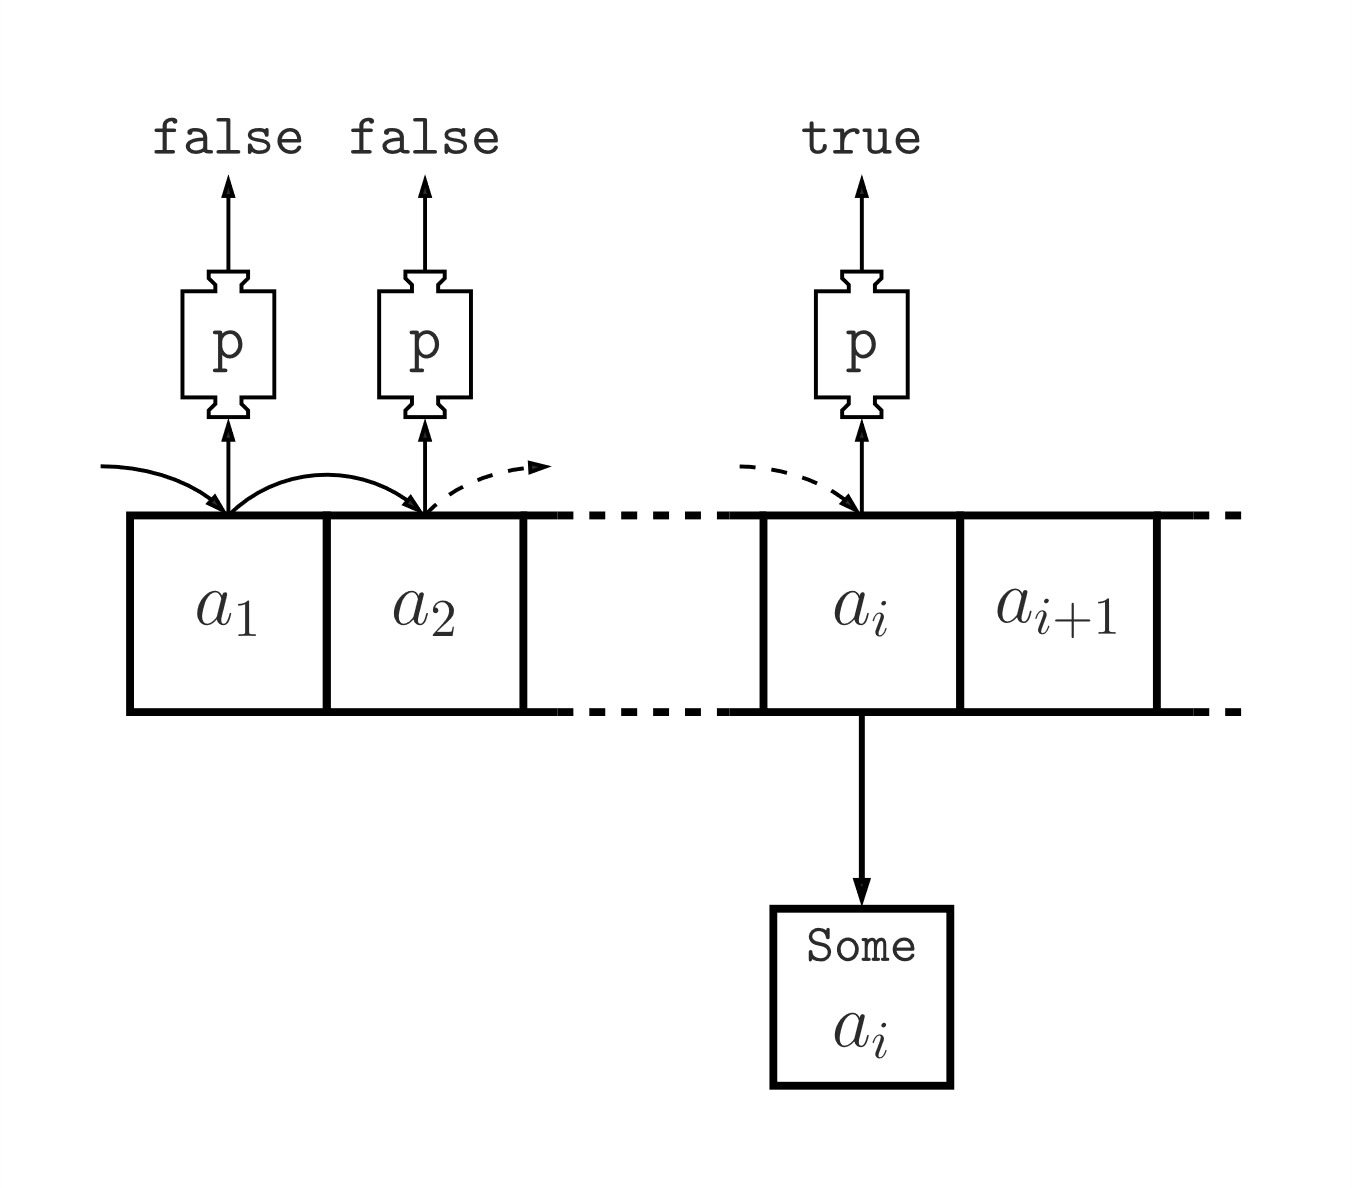 false false true
p p p
a₁ a₂ aᵢ aᵢ₊₁
Some
aᵢ